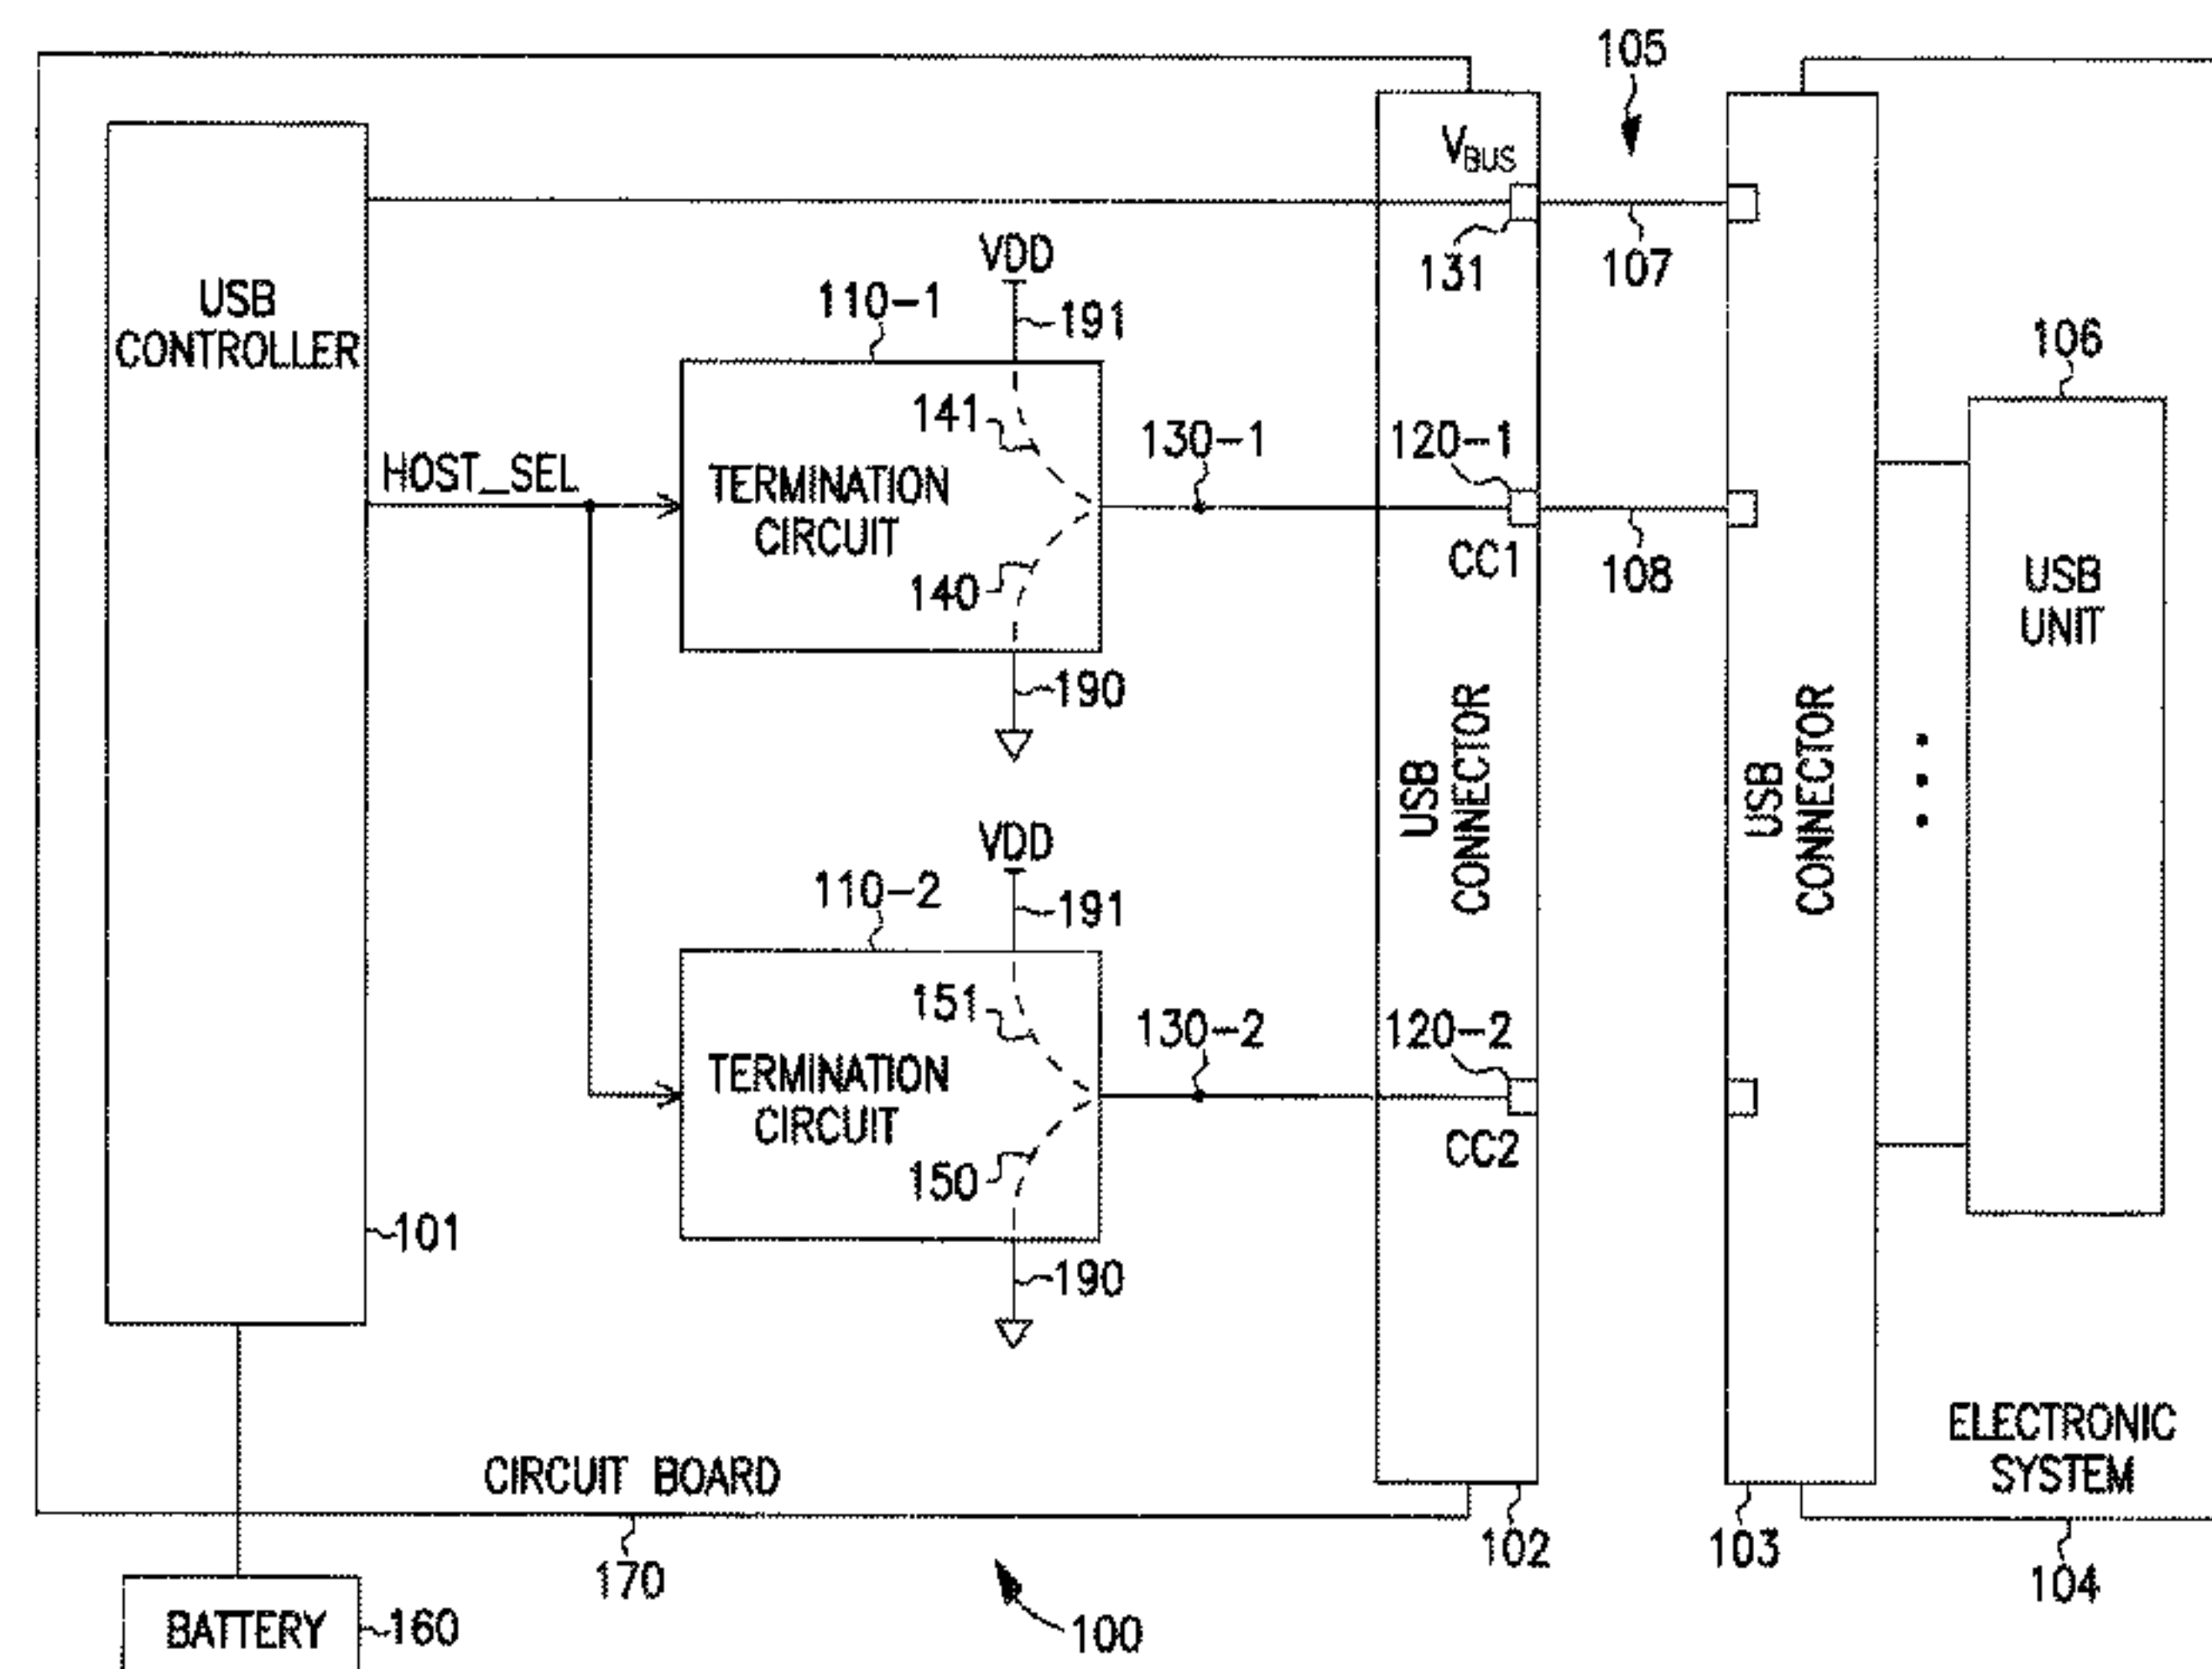 105
V_BUS
VDD
131
107
USB
CONTROLLER
110-1
191
106
141
130-1
120-1
HOST_SEL
TERMINATION
CIRCUIT
CC1
108
140
USB
UNIT
190
USB
CONNECTOR
USB
CONNECTOR
VDD
110-2
191
151
130-2
120-2
TERMINATION
CIRCUIT
CC2
150
101
190
ELECTRONIC
SYSTEM
CIRCUIT BOARD
102
103
170
104
BATTERY
160
100